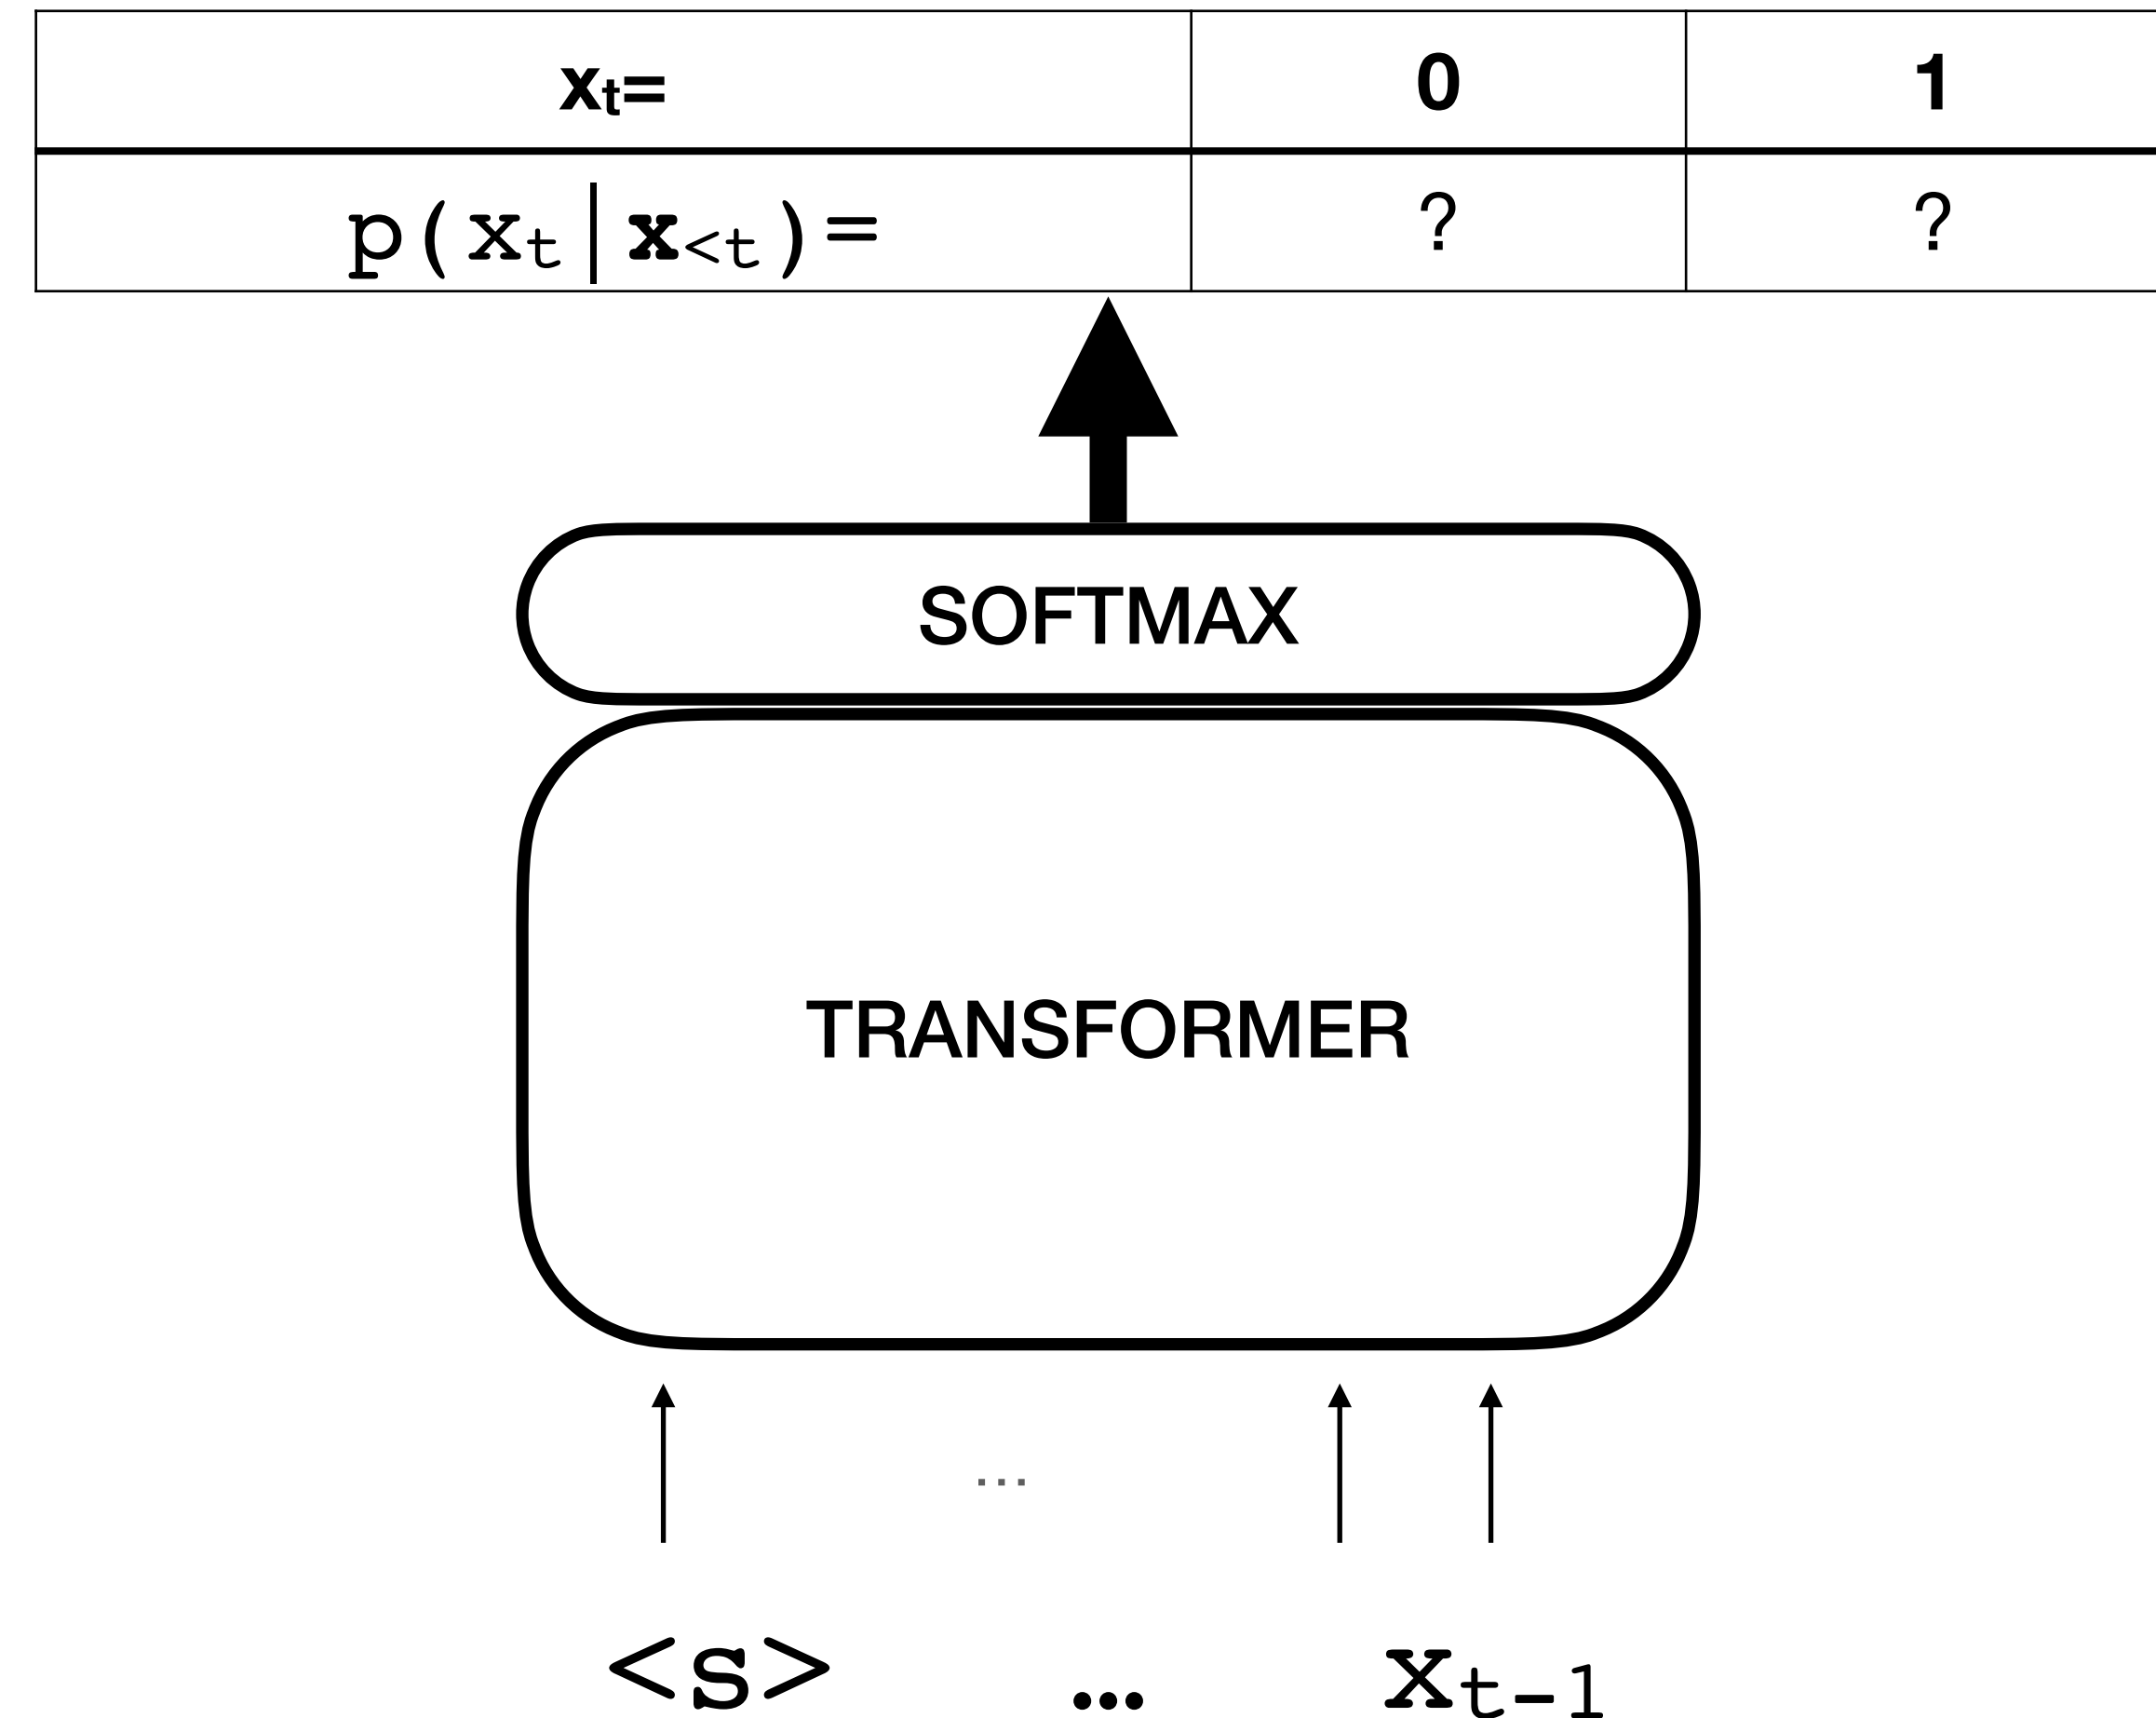 xt= 0 1
p(xt|x<t)= ? ?
SOFTMAX
TRANSFORMER
...
<s> … xt-1